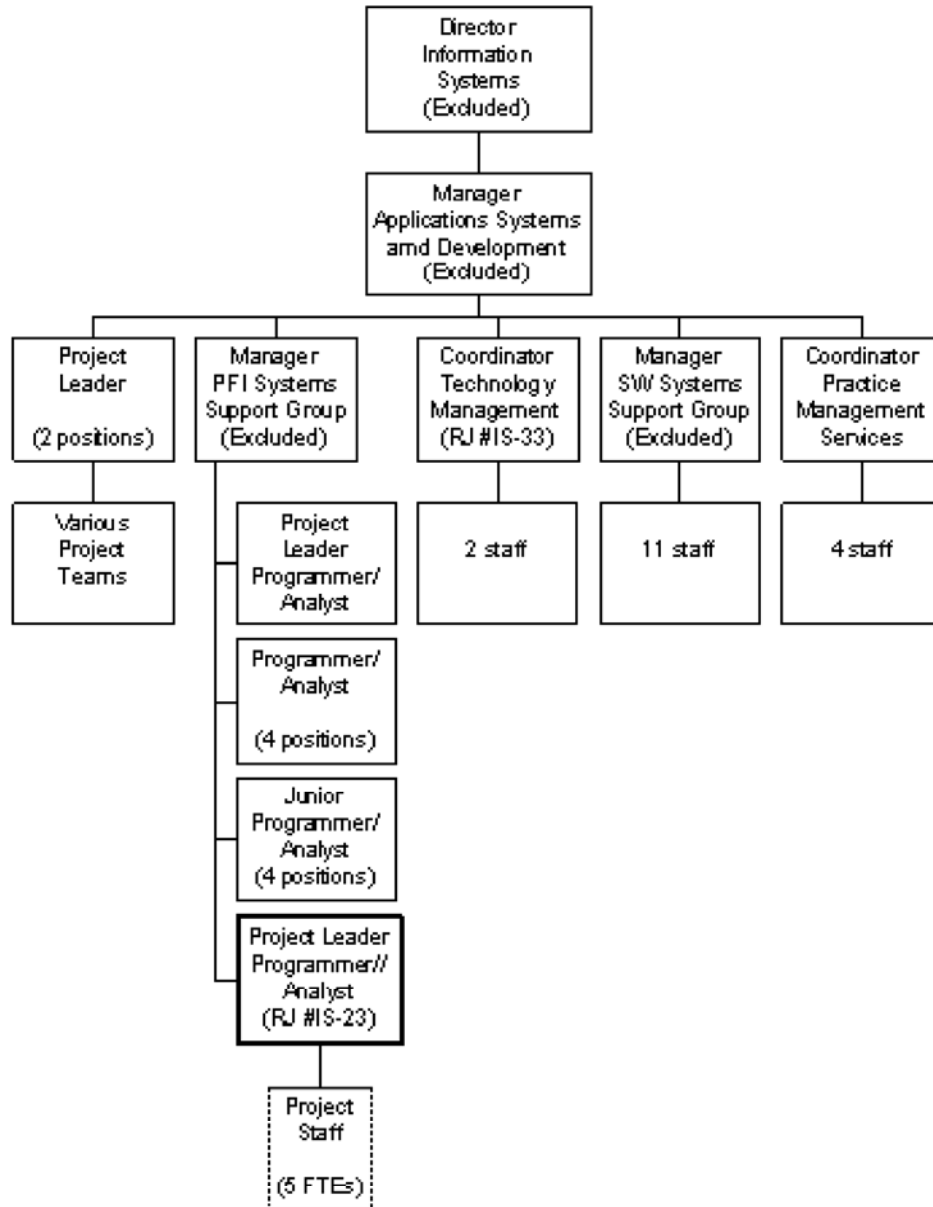 Director
Information
Systems
(Excluded)
Manager
Applications Systems
amd Development
(Excluded)
Project
Leader
(2 positions)
Manager
PFI Systems
Support Group
(Excluded)
Coordinator
Technology
Management
(RJ #IS-33)
Manager
SW Systems
Support Group
(Excluded)
Coordinator
Practice
Management
Services
Various
Project
Teams
Project
Leader
Programmer/
Analyst
2 staff
11 staff
4 staff
Programmer/
Analyst
(4 positions)
Junior
Programmer/
Analyst
(4 positions)
Project Leader
Programmer//
Analyst
(RJ #IS-23)
Project
Staff
(5 FTEs)